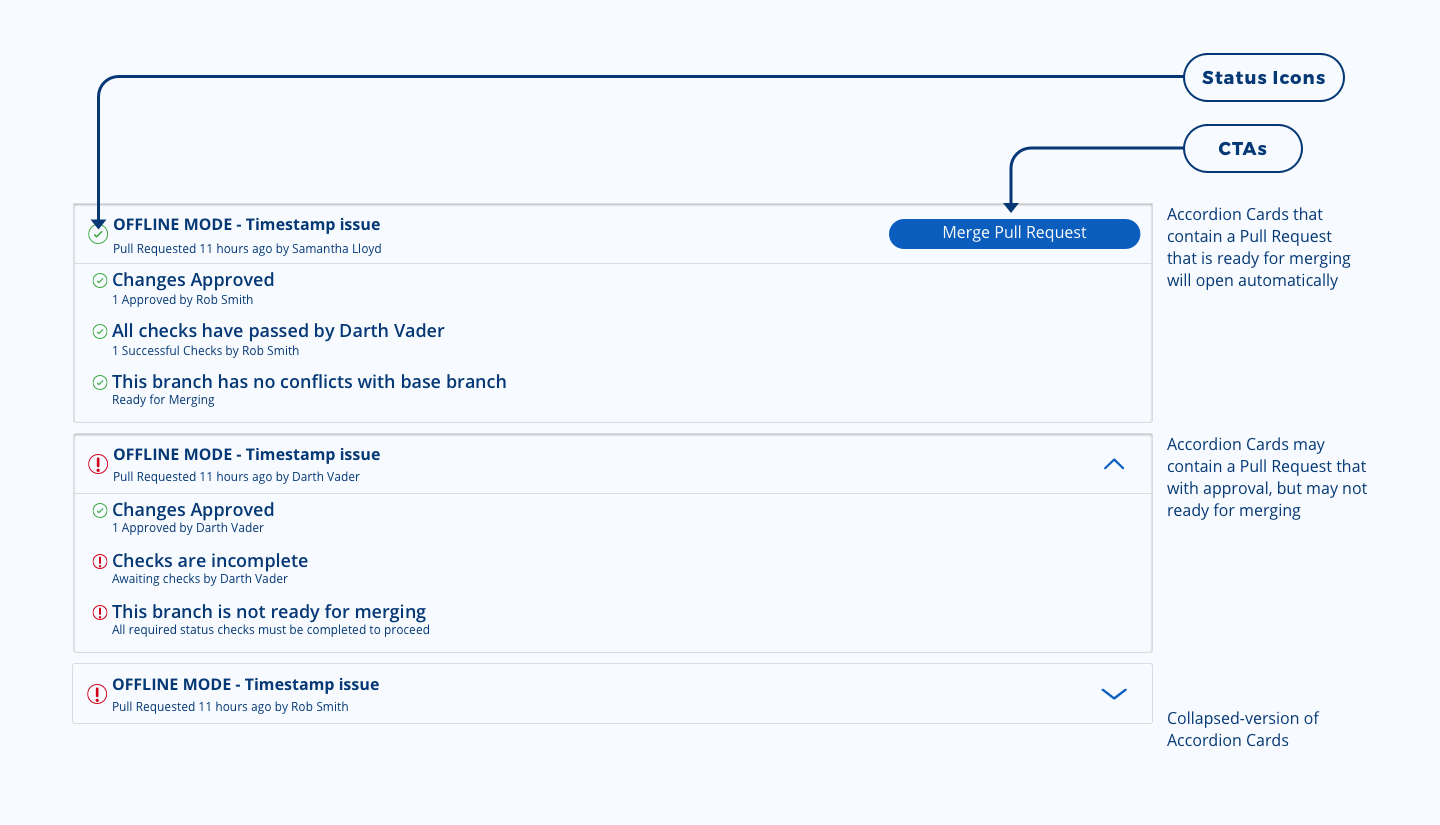 Status Icons
CTAs
OFFLINE MODE - Timestamp issue
Pull Requested 11 hours ago by Samantha Lloyd
Merge Pull Request
Changes Approved
1 Approved by Rob Smith
All checks have passed by Darth Vader
1 Successful Checks by Rob Smith
This branch has no conflicts with base branch
Ready for Merging
Accordion Cards that
contain a Pull Request
that is ready for merging
will open automatically
OFFLINE MODE - Timestamp issue
Pull Requested 11 hours ago by Darth Vader
Changes Approved
1 Approved by Darth Vader
Checks are incomplete
Awaiting checks by Darth Vader
This branch is not ready for merging
All required status checks must be completed to proceed
Accordion Cards may
contain a Pull Request that
with approval, but may not
ready for merging
OFFLINE MODE - Timestamp issue
Pull Requested 11 hours ago by Rob Smith
Collapsed-version of
Accordion Cards